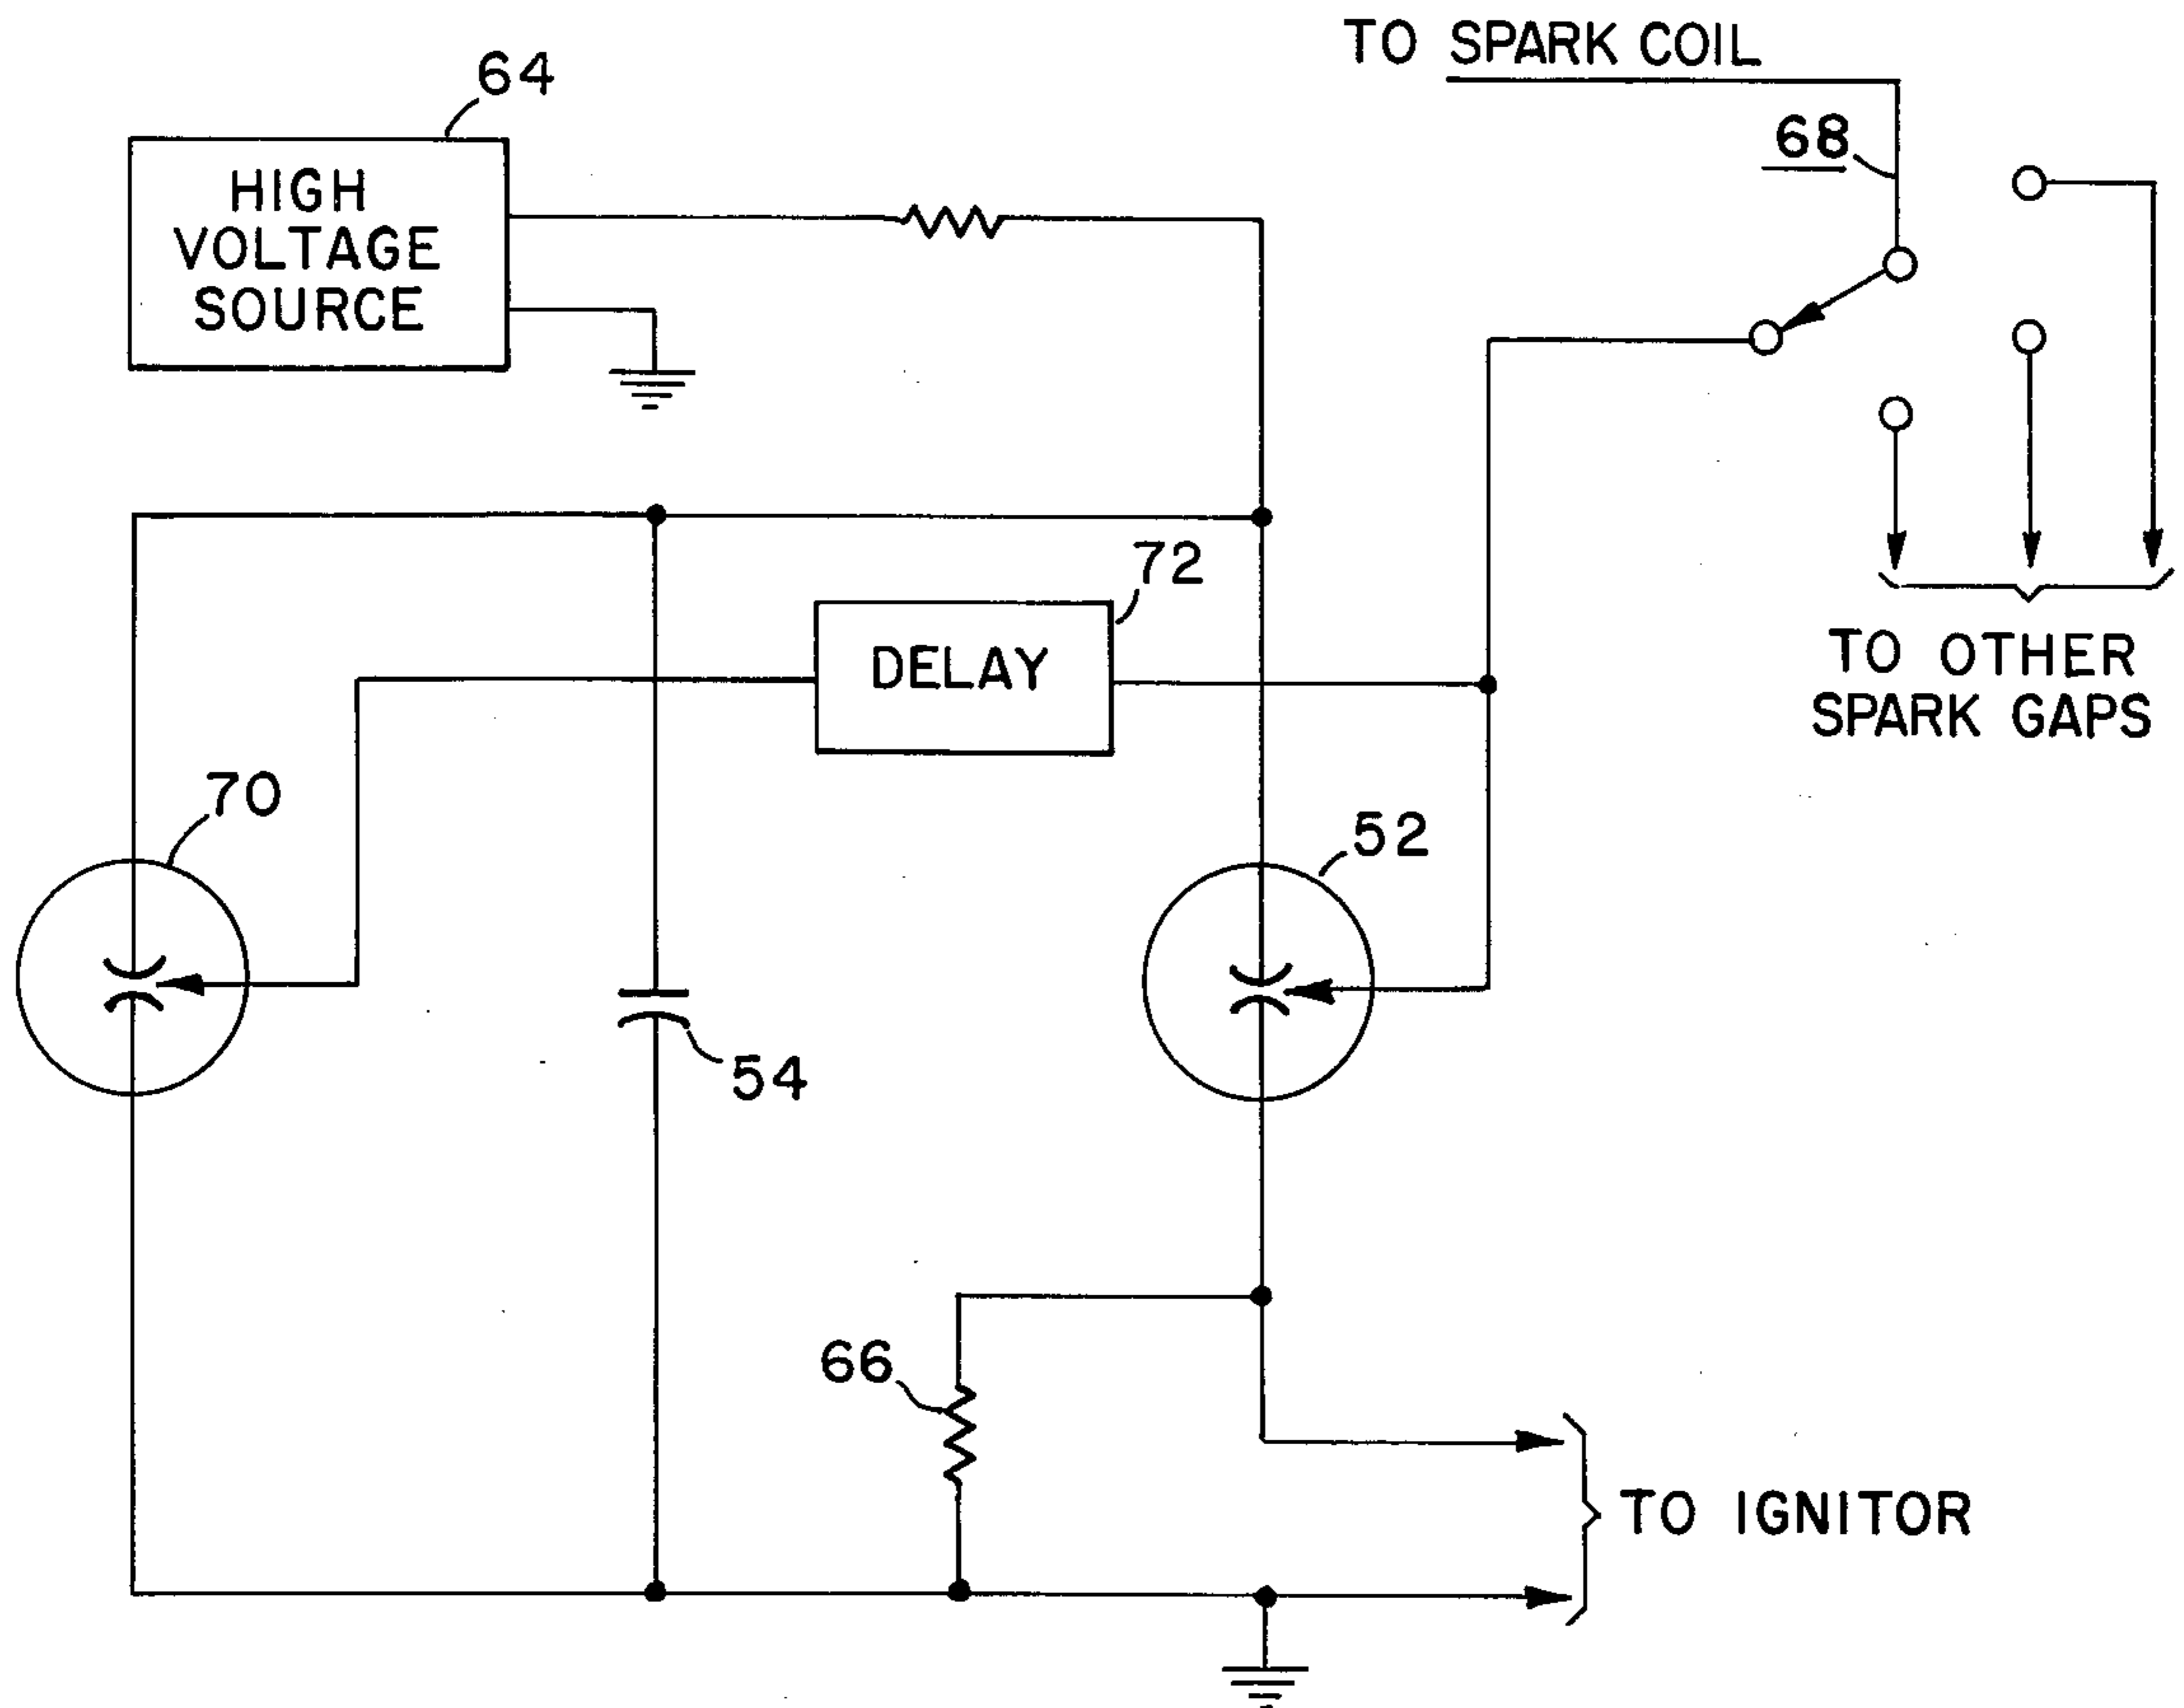 TO SPARK COIL
64
HIGH
VOLTAGE
SOURCE
68
72
DELAY
TO OTHER
SPARK GAPS
70
52
54
66
TO IGNITOR